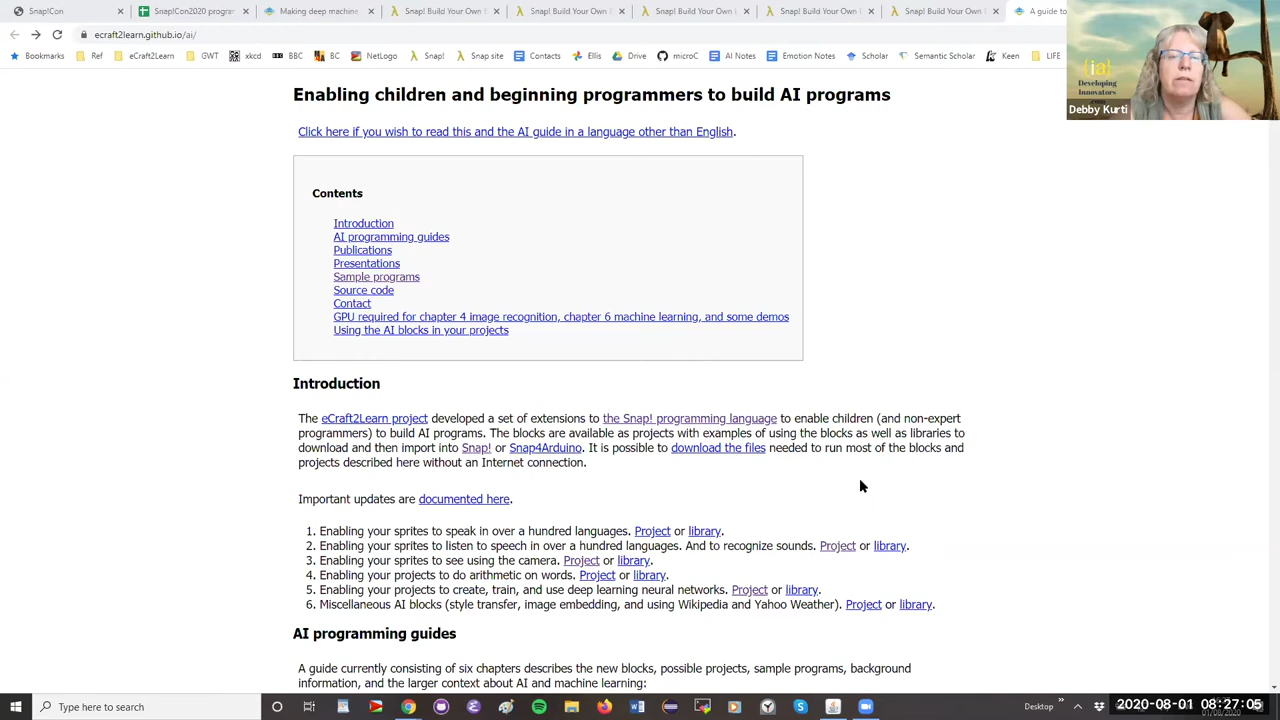 Snap!Con
Snap!Con2020 progra
Making deep machine
Snap! Build Your Own
Snap! Build Your Own
Snap! Build Your Own
Snap! Build Your Own
Snap! Build Your Own
A guide to
ecraft2learn.github.io/ai/
Bookmarks
Ref
eCraft2Learn
GWT
xkcd
BBC
BC
NetLogo
Snap!
Snap site
Contacts
Ellis
Drive
microC
AI Notes
Emotion Notes
Scholar
Semantic Scholar
Keen
LIFE
{ia}
Developing
Innovators
Debby Kurti
Enabling children and beginning programmers to build AI programs
Click here if you wish to read this and the AI guide in a language other than English.
Contents
Introduction
AI programming guides
Publications
Presentations
Sample programs
Source code
Contact
GPU required for chapter 4 image recognition, chapter 6 machine learning, and some demos
Using the AI blocks in your projects
Introduction
The eCraft2Learn project developed a set of extensions to the Snap! programming language to enable children (and non-expert
programmers) to build AI programs. The blocks are available as projects with examples of using the blocks as well as libraries to
download and then import into Snap! or Snap4Arduino. It is possible to download the files needed to run most of the blocks and
projects described here without an Internet connection.
Important updates are documented here.
1. Enabling your sprites to speak in over a hundred languages. Project or library.
2. Enabling your sprites to listen to speech in over a hundred languages. And to recognize sounds. Project or library.
3. Enabling your sprites to see using the camera. Project or library.
4. Enabling your projects to do arithmetic on words. Project or library.
5. Enabling your projects to create, train, and use deep learning neural networks. Project or library.
6. Miscellaneous AI blocks (style transfer, image embedding, and using Wikipedia and Yahoo Weather). Project or library.
AI programming guides
A guide currently consisting of six chapters describes the new blocks, possible projects, sample programs, background
information, and the larger context about AI and machine learning:
Type here to search
Desktop
2020-08-01 08:27:05
01/08/2020